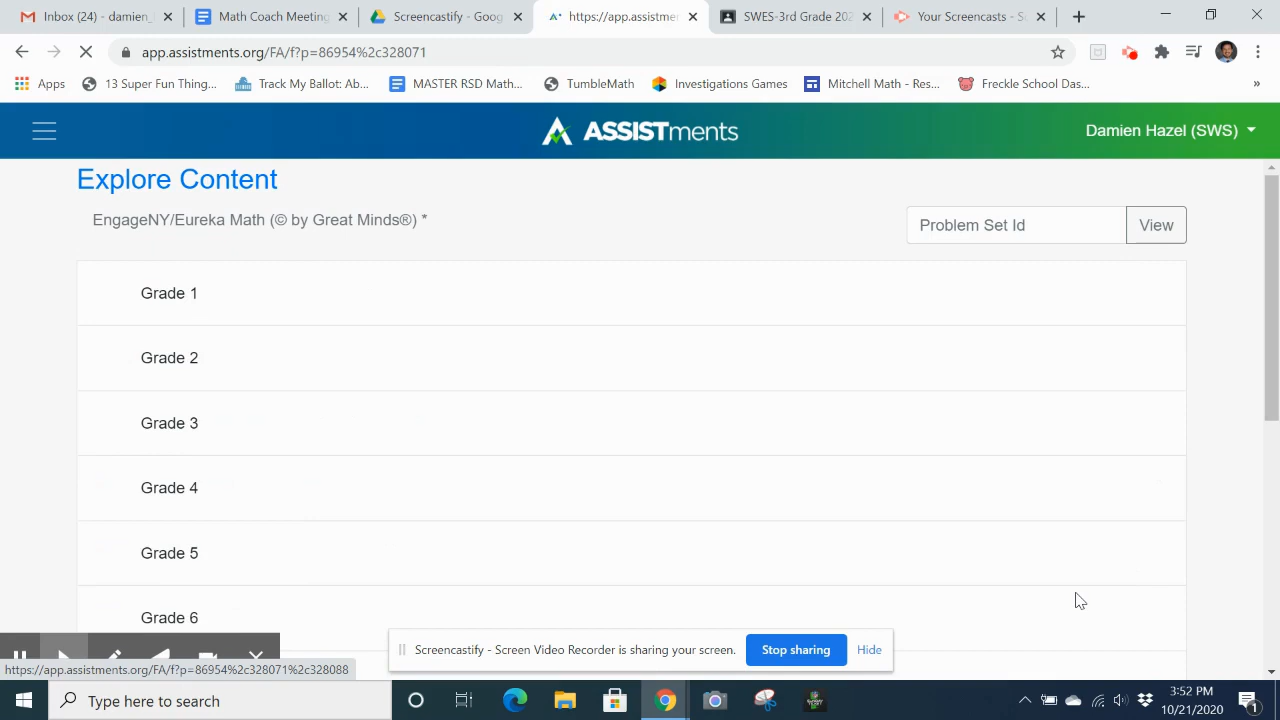 Inbox (24) - damien_
Math Coach Meeting
Screencastify - Goog
https://app.assistme
SWES-3rd Grade 202
Your Screencasts - S
app.assistments.org/FA/f?p=86954%2c328071
Apps
13 Super Fun Thing...
Track My Ballot: Ab...
MASTER RSD Math...
TumbleMath
Investigations Games
Mitchell Math - Res...
Freckle School Das...
»
ASSISTments
Damien Hazel (SWS)
Explore Content
EngageNY/Eureka Math (© by Great Minds®) *
Problem Set Id
View
Grade 1
Grade 2
Grade 3
Grade 4
Grade 5
Grade 6
Screencastify - Screen Video Recorder is sharing your screen.
Stop sharing
Hide
https://app.assistments.org/FA/f?p=86954%2c328071%2c328088
Type here to search
3:52 PM
10/21/2020
1